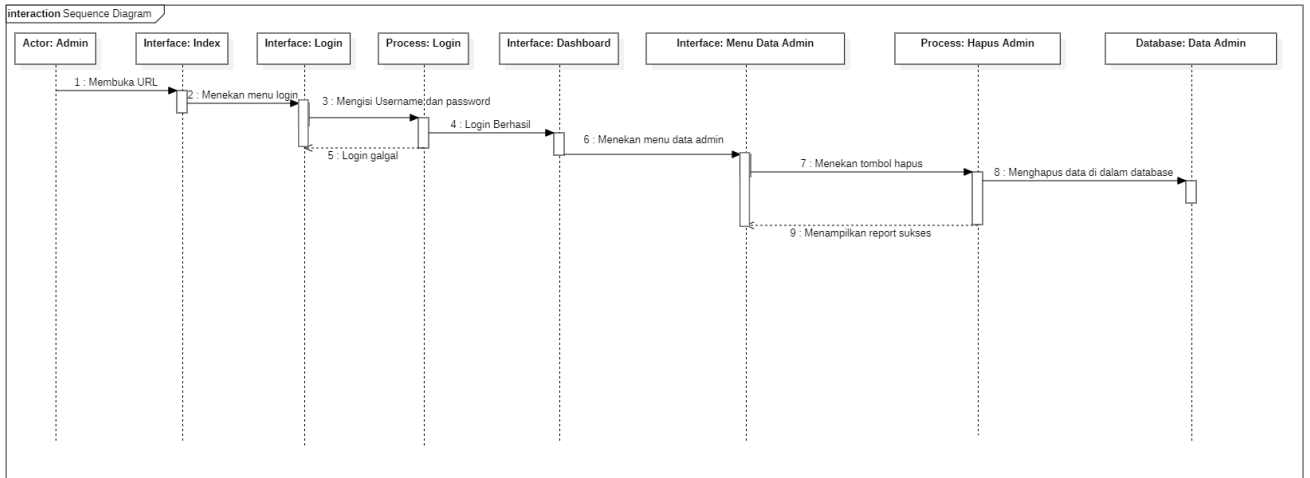 interaction Sequence Diagram
Actor: Admin
Interface: Index
Interface: Login
Process: Login
Interface: Dashboard
Interface: Menu Data Admin
Process: Hapus Admin
Database: Data Admin
1 : Membuka URL
2 : Menekan menu login
3 : Mengisi Username dan password
4 : Login Berhasil
5 : Login galgal
6 : Menekan menu data admin
7 : Menekan tombol hapus
8 : Menghapus data di dalam database
9 : Menampilkan report sukses